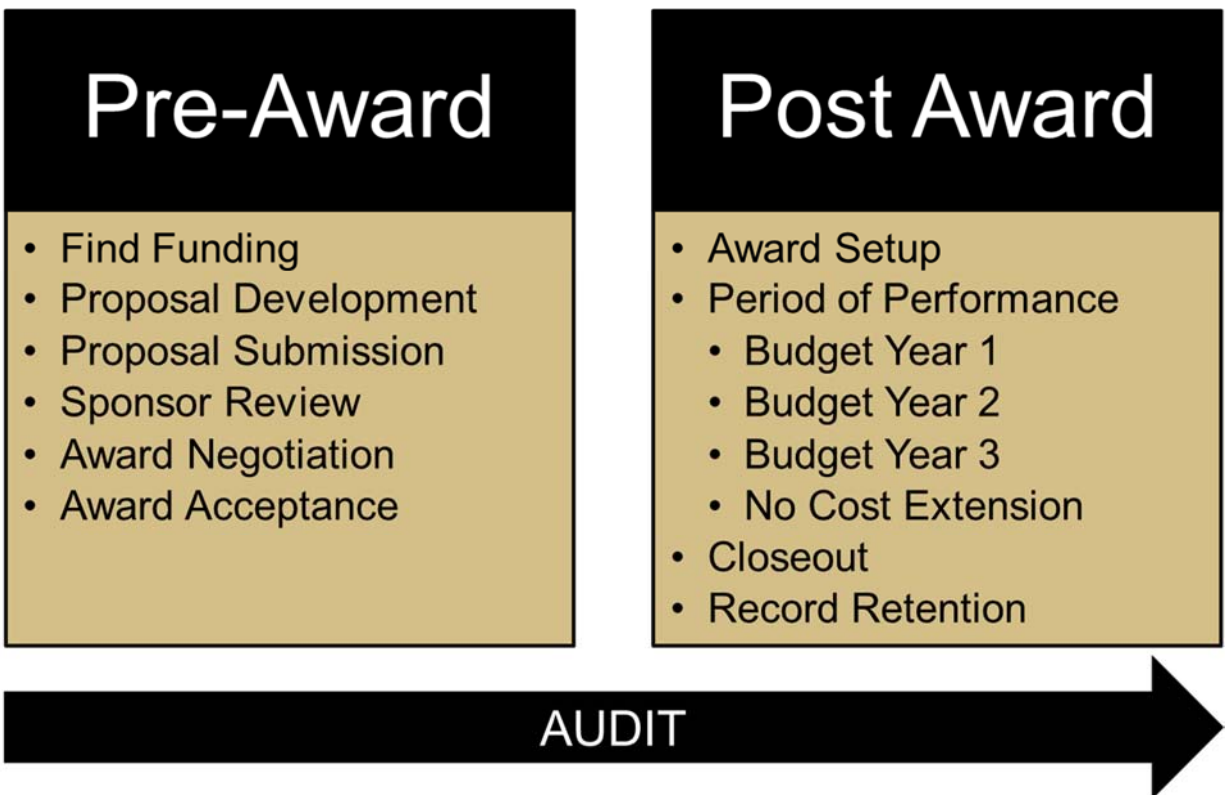 Pre-Award
• Find Funding
• Proposal Development
• Proposal Submission
• Sponsor Review
• Award Negotiation
• Award Acceptance
Post Award
• Award Setup
• Period of Performance
• Budget Year 1
• Budget Year 2
• Budget Year 3
• No Cost Extension
• Closeout
• Record Retention
AUDIT